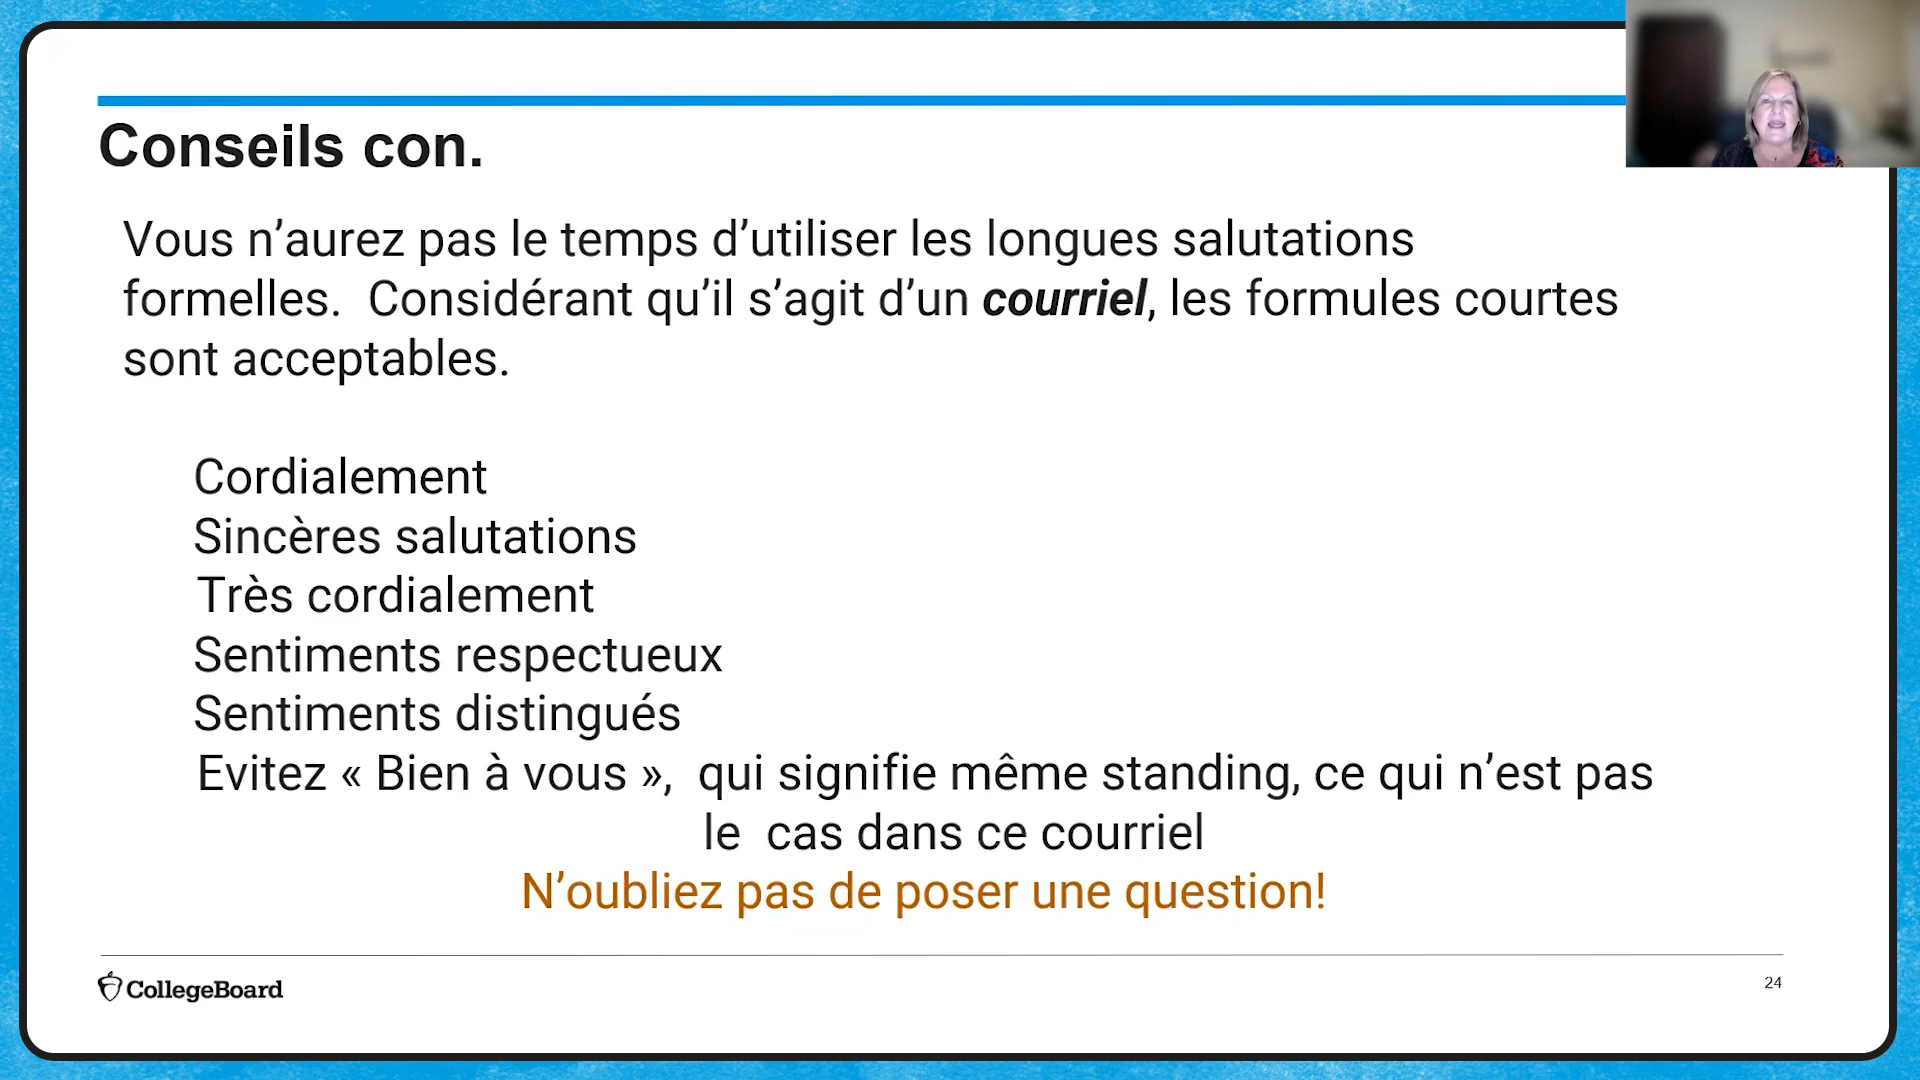 Conseils con.
Vous n’aurez pas le temps d’utiliser les longues salutations
formelles.  Considérant qu’il s’agit d’un courriel, les formules courtes
sont acceptables.
Cordialement
Sincères salutations
Très cordialement
Sentiments respectueux
Sentiments distingués
Evitez « Bien à vous »,  qui signifie même standing, ce qui n’est pas
le  cas dans ce courriel
N’oubliez pas de poser une question!
CollegeBoard
24